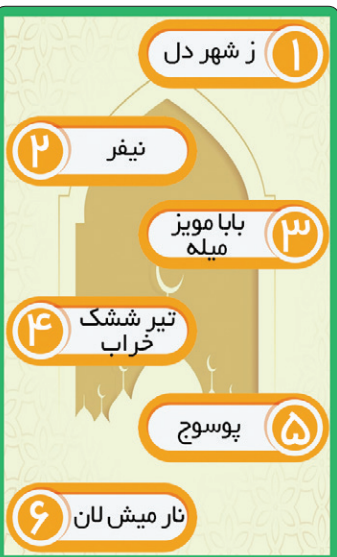 ۱ ز شهر دل
۲ نیفر
۳ بابا مویز
میله
۴ تیر ششک
خراب
۵ پوسوج
۶ نار میش لان